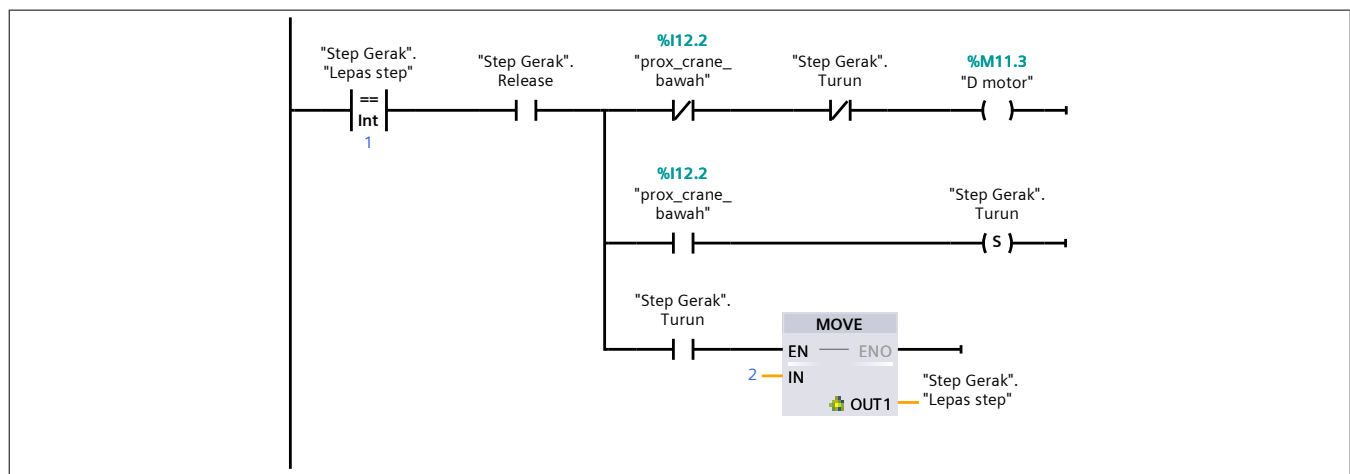 "Step Gerak".
"Lepas step"
==
Int
1
"Step Gerak".
Release
%I12.2
"prox_crane_
bawah"
"Step Gerak".
Turun
%M11.3
"D motor"
%I12.2
"prox_crane_
bawah"
"Step Gerak".
Turun
S
"Step Gerak".
Turun
MOVE
EN ENO
2 IN
OUT1
"Step Gerak".
"Lepas step"